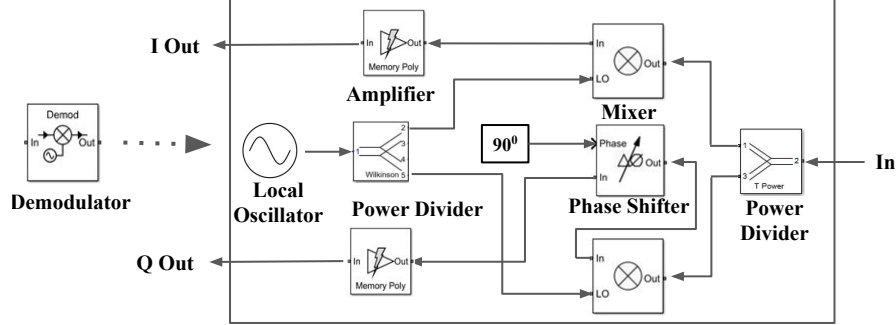 I Out
In
Out
Memory Poly
Amplifier
In
Out
LO
Mixer
Demod
In
Out
Demodulator
Local
Oscillator
1
2
3
4
5
Wilkinson
Power Divider
90⁰
Phase
In
Out
Phase Shifter
1
2
3
T Power
Power
Divider
In
Q Out
In
Out
Memory Poly
In
Out
LO